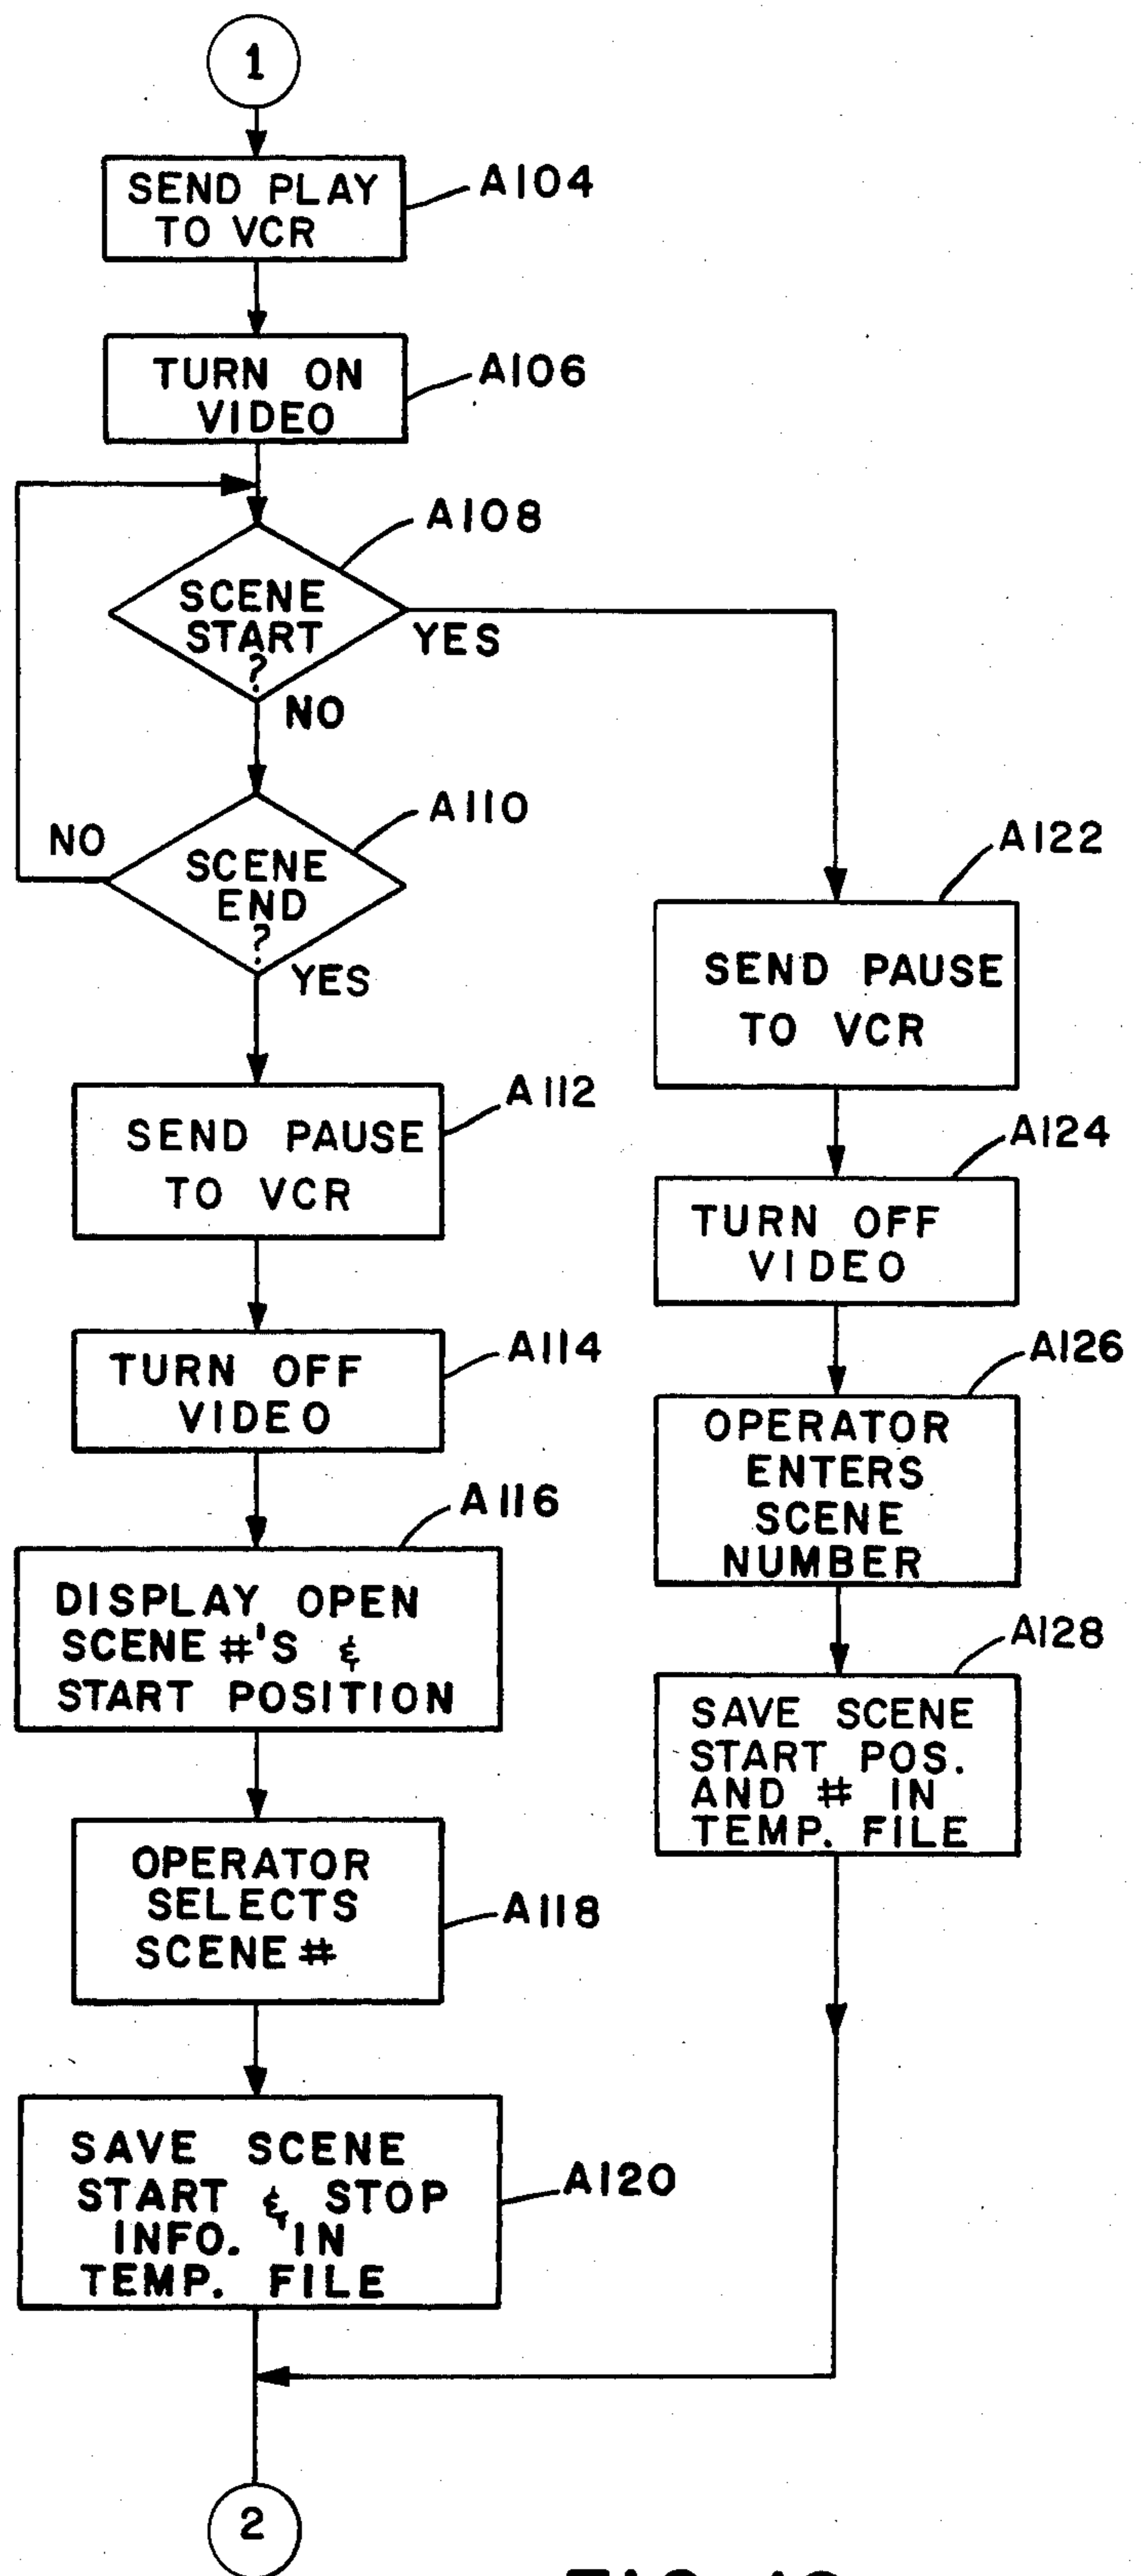 1
SEND PLAY
TO VCR
A104
TURN ON
VIDEO
A106
A108
SCENE
START
?
YES
NO
A110
NO
SCENE
END
?
YES
A112
SEND PAUSE
TO VCR
A114
TURN OFF
VIDEO
A116
DISPLAY OPEN
SCENE #'S &
START POSITION
OPERATOR
SELECTS
SCENE #
A118
SAVE SCENE
START & STOP
INFO. IN
TEMP. FILE
A120
A122
SEND PAUSE
TO VCR
A124
TURN OFF
VIDEO
A126
OPERATOR
ENTERS
SCENE
NUMBER
A128
SAVE SCENE
START POS.
AND # IN
TEMP. FILE
2